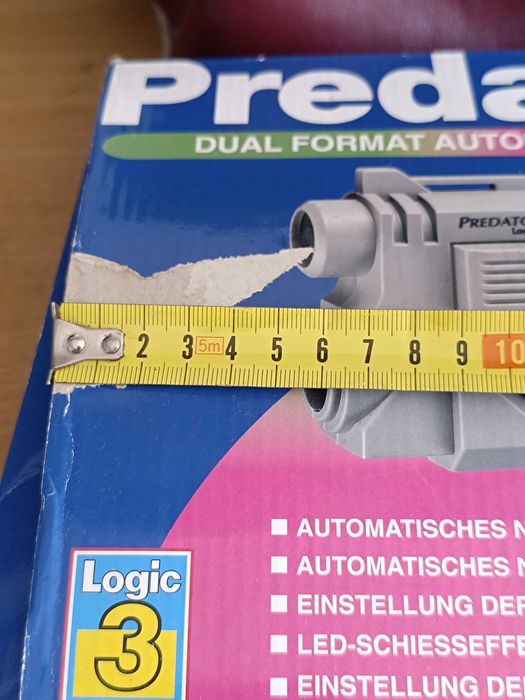 Preda
DUAL FORMAT AUTO
PREDATO
2 3 5m 4 5 6 7 8 9 10
AUTOMATISCHES N
AUTOMATISCHES N
EINSTELLUNG DER
LED-SCHIESSEFFE
EINSTELLUNG DE
Logic
3